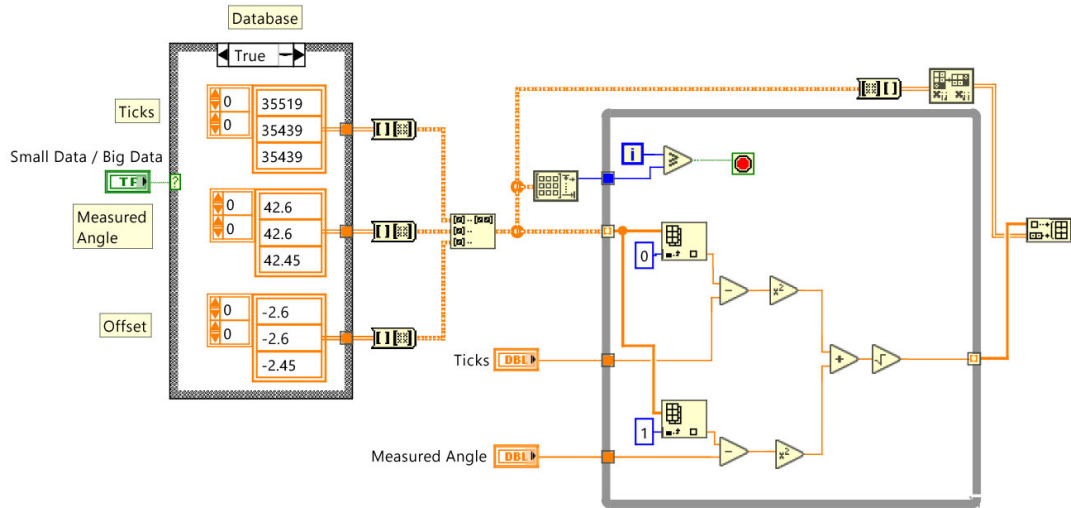 Database
True
Ticks
0
0
35519
35439
35439
Small Data / Big Data
TF
?
Measured
Angle
0
0
42.6
42.6
42.45
Offset
0
0
-2.6
-2.6
-2.45
i
0
- x²
Ticks
DBL
+ √
1
Measured Angle
DBL
- x²